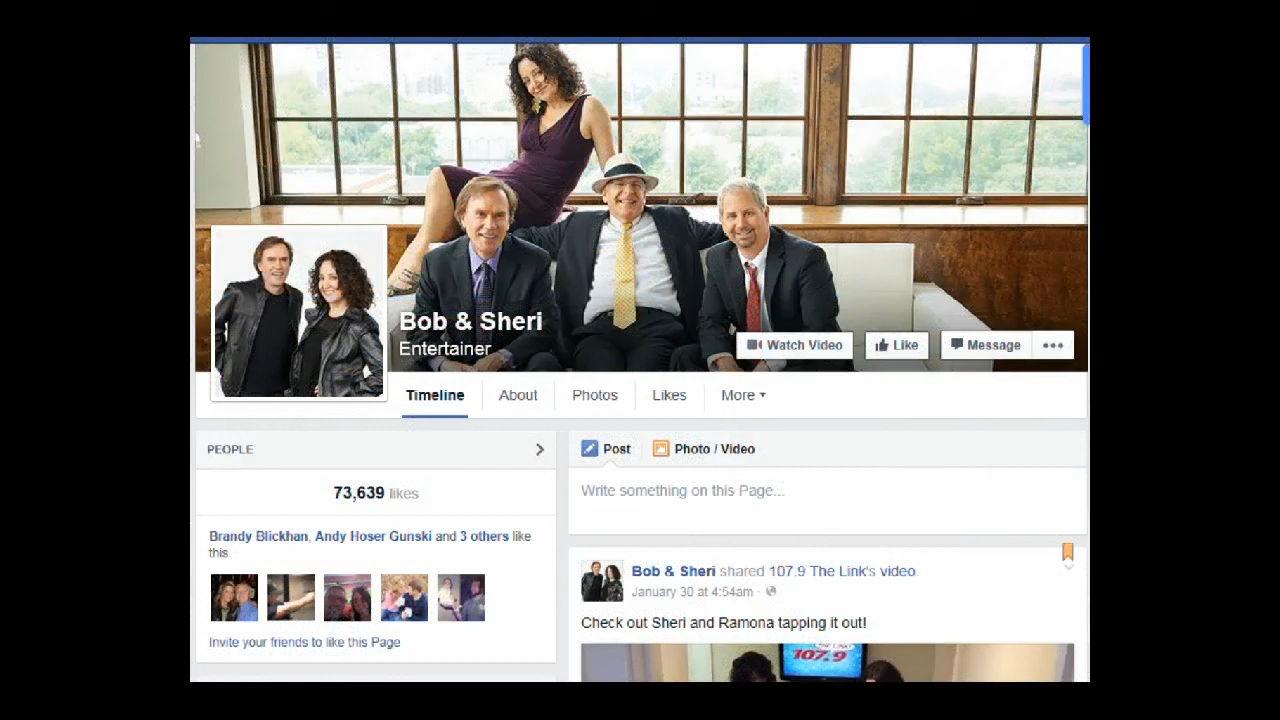 Bob & Sheri
Entertainer
Watch Video
Like
Message
Timeline
About
Photos
Likes
More
PEOPLE
73,639 likes
Brandy Blickhan, Andy Hoser Gunski and 3 others like
this.
Invite your friends to like this Page
Post
Photo / Video
Write something on this Page...
Bob & Sheri shared 107.9 The Link's video.
January 30 at 4:54am ·
Check out Sheri and Ramona tapping it out!
107.9